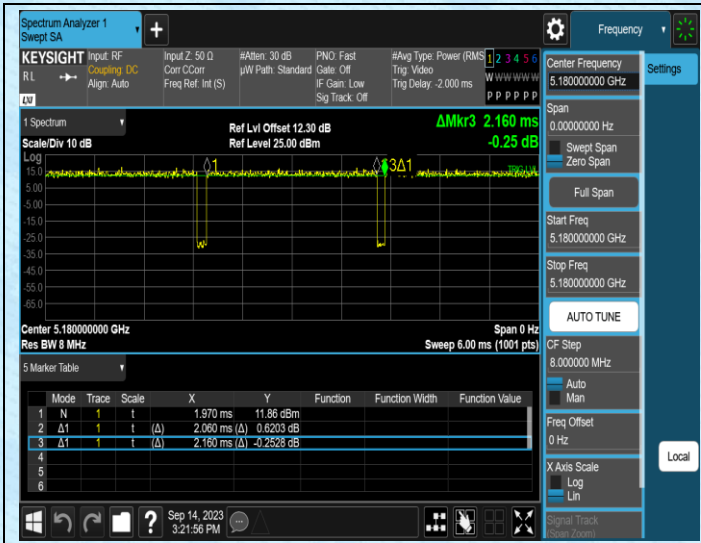 Spectrum Analyzer 1
Swept SA
+
Frequency
KEYSIGHT
RL
LXI
Input: RF
Coupling: DC
Align: Auto
Input Z: 50 Ω
Corr CCorr
Freq Ref: Int (S)
#Atten: 30 dB
µW Path: Standard
PNO: Fast
Gate: Off
IF Gain: Low
Sig Track: Off
#Avg Type: Power (RMS
Trig: Video
Trig Delay: -2.000 ms
1 2 3 4 5 6
W W W W W W
P P P P P P
1 Spectrum
Scale/Div 10 dB
Ref Lvl Offset 12.30 dB
Ref Level 25.00 dBm
ΔMkr3 2.160 ms
-0.25 dB
Log
15.0
5.00
-5.00
-15.0
-25.0
-35.0
-45.0
-55.0
-65.0
1
3Δ1
TRIG LVL
Center 5.180000000 GHz
Res BW 8 MHz
Span 0 Hz
Sweep 6.00 ms (1001 pts)
5 Marker Table
Mode Trace Scale X Y Function Function Width Function Value
1 N 1 t 1.970 ms 11.86 dBm
2 Δ1 1 t (Δ) 2.060 ms (Δ) 0.6203 dB
3 Δ1 1 t (Δ) 2.160 ms (Δ) -0.2528 dB
4
5
6
?
Sep 14, 2023
3:21:56 PM
Center Frequency
5.180000000 GHz
Span
0.00000000 Hz
Swept Span
Zero Span
Full Span
Start Freq
5.180000000 GHz
Stop Freq
5.180000000 GHz
AUTO TUNE
CF Step
8.000000 MHz
Auto
Man
Freq Offset
0 Hz
X Axis Scale
Log
Lin
Signal Track
(Span Zoom)
Settings
Local